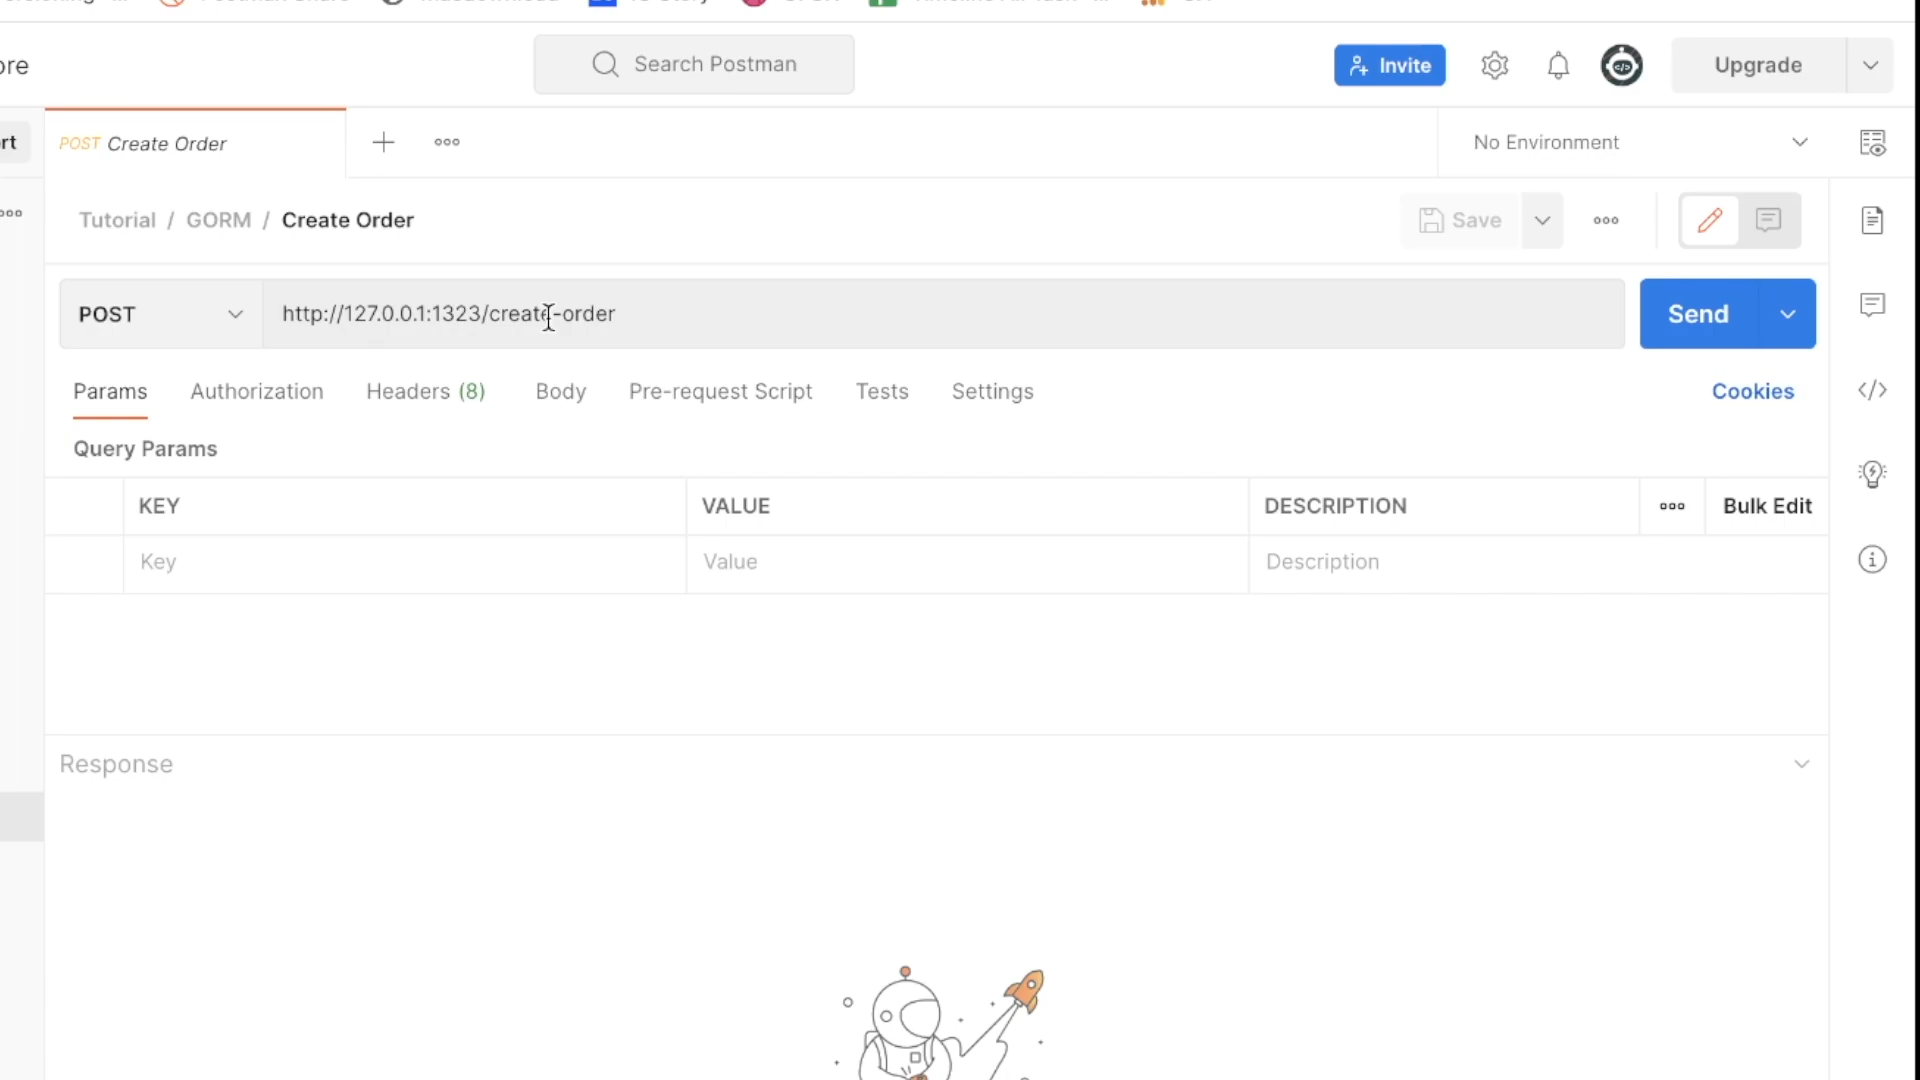 ore
Search Postman
Invite
Upgrade
rt
POST Create Order
No Environment
Tutorial / GORM / Create Order
Save
POST
http://127.0.0.1:1323/create-order
Send
Params
Authorization
Headers (8)
Body
Pre-request Script
Tests
Settings
Cookies
Query Params
KEY
VALUE
DESCRIPTION
Bulk Edit
Key
Value
Description
Response